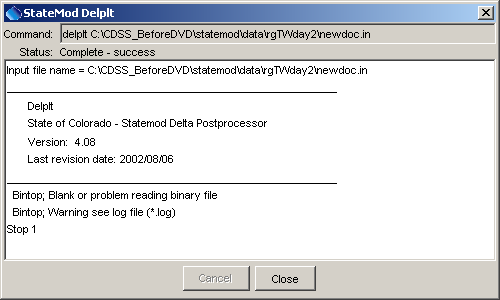 StateMod Delplt
Command: delplt C:\CDSS_BeforeDVD\statemod\data\rgTWday2\newdoc.in
Status: Complete - success
Input file name = C:\CDSS_BeforeDVD\statemod\data\rgTWday2\newdoc.in
Delplt
State of Colorado - Statemod Delta Postprocessor
Version: 4.08
Last revision date: 2002/08/06
Bintop; Blank or problem reading binary file
Bintop; Warning see log file (*.log)
Stop 1
Cancel Close